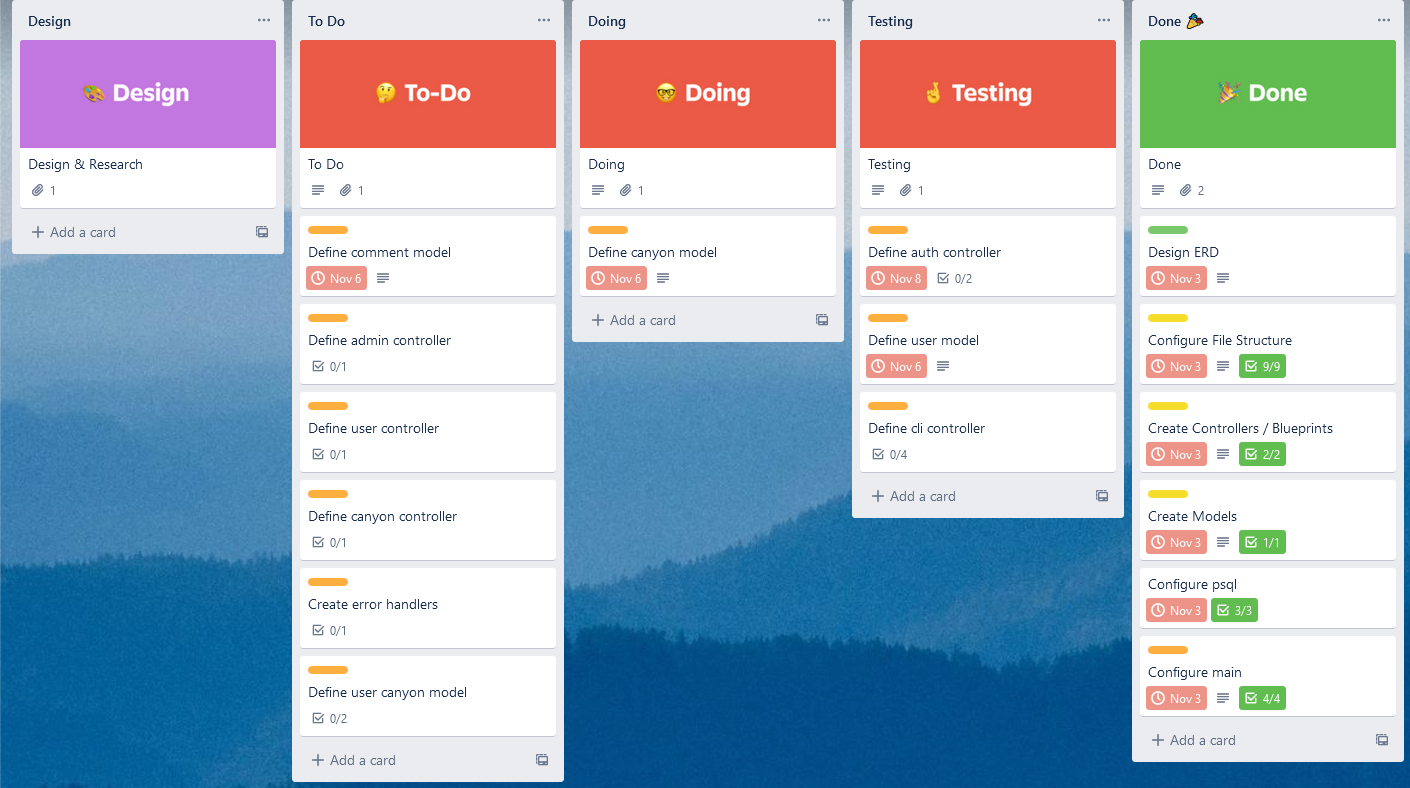 Design
Design
Design & Research
1
Add a card
To Do
To-Do
To Do
1
Define comment model
Nov 6
Define admin controller
0/1
Define user controller
0/1
Define canyon controller
0/1
Create error handlers
0/1
Define user canyon model
0/2
Add a card
Doing
Doing
Doing
1
Define canyon model
Nov 6
Add a card
Testing
Testing
Testing
1
Define auth controller
Nov 8 0/2
Define user model
Nov 6
Define cli controller
0/4
Add a card
Done
Done
Done
2
Design ERD
Nov 3
Configure File Structure
Nov 3 9/9
Create Controllers / Blueprints
Nov 3 2/2
Create Models
Nov 3 1/1
Configure psql
Nov 3 3/3
Configure main
Nov 3 4/4
Add a card